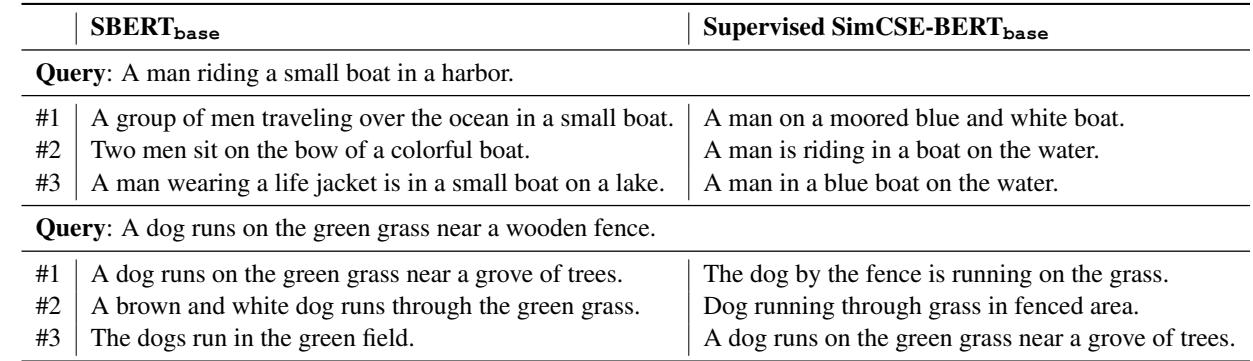 SBERTbase Supervised SimCSE-BERTbase
Query: A man riding a small boat in a harbor.
#1 A group of men traveling over the ocean in a small boat. A man on a moored blue and white boat.
#2 Two men sit on the bow of a colorful boat. A man is riding in a boat on the water.
#3 A man wearing a life jacket is in a small boat on a lake. A man in a blue boat on the water.
Query: A dog runs on the green grass near a wooden fence.
#1 A dog runs on the green grass near a grove of trees. The dog by the fence is running on the grass.
#2 A brown and white dog runs through the green grass. Dog running through grass in fenced area.
#3 The dogs run in the green field. A dog runs on the green grass near a grove of trees.